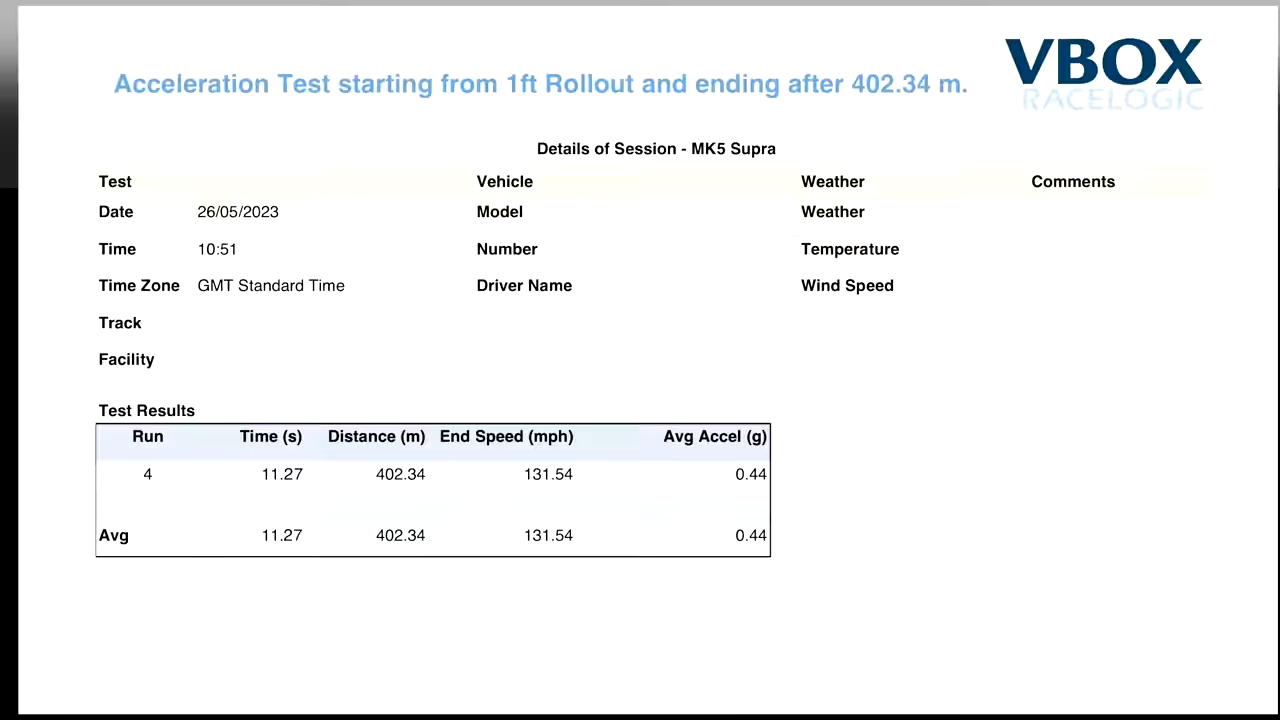 VBOX
RACELOGIC
Acceleration Test starting from 1ft Rollout and ending after 402.34 m.
Details of Session - MK5 Supra
Test Vehicle Weather Comments
Date 26/05/2023 Model Weather
Time 10:51 Number Temperature
Time Zone GMT Standard Time Driver Name Wind Speed
Track
Facility
Test Results
Run Time (s) Distance (m) End Speed (mph) Avg Accel (g)
4 11.27 402.34 131.54 0.44
Avg 11.27 402.34 131.54 0.44